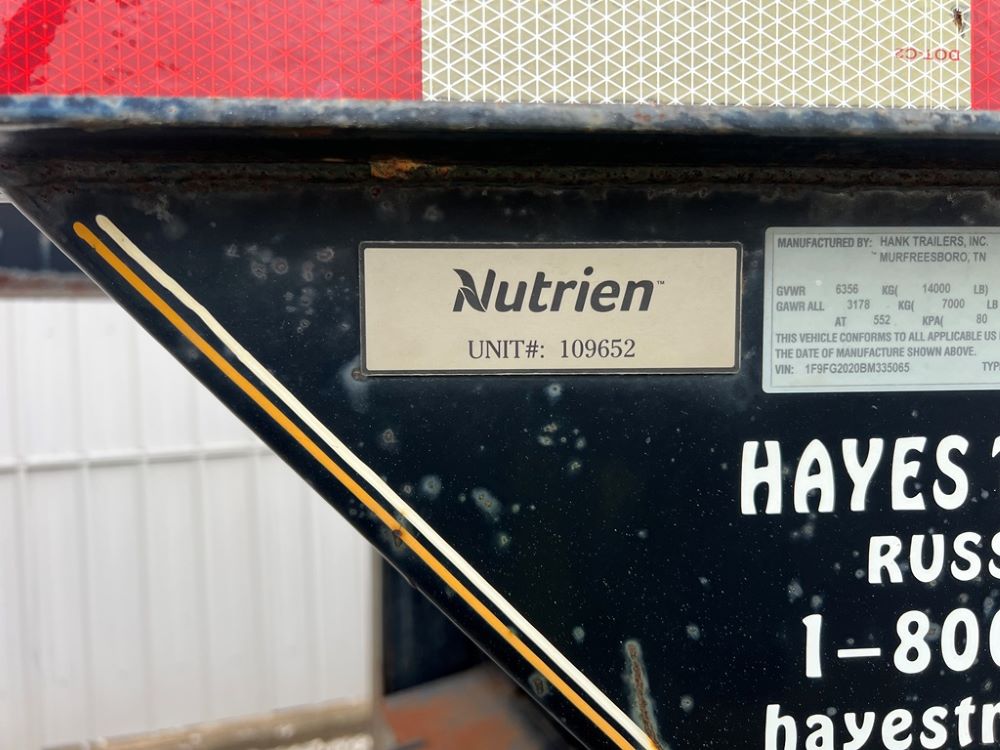 DOT-C2
Nutrien™
UNIT#: 109652
MANUFACTURED BY: HANK TRAILERS, INC.
MURFREESBORO, TN
GVWR 6356 KG( 14000 LB)
GAWR ALL 3178 KG( 7000 LB
AT 552 KPA( 80
THIS VEHICLE CONFORMS TO ALL APPLICABLE US
THE DATE OF MANUFACTURE SHOWN ABOVE.
VIN: 1F9FG2020BM335065 TYP
HAYES
RUSS
1-800
hayestr